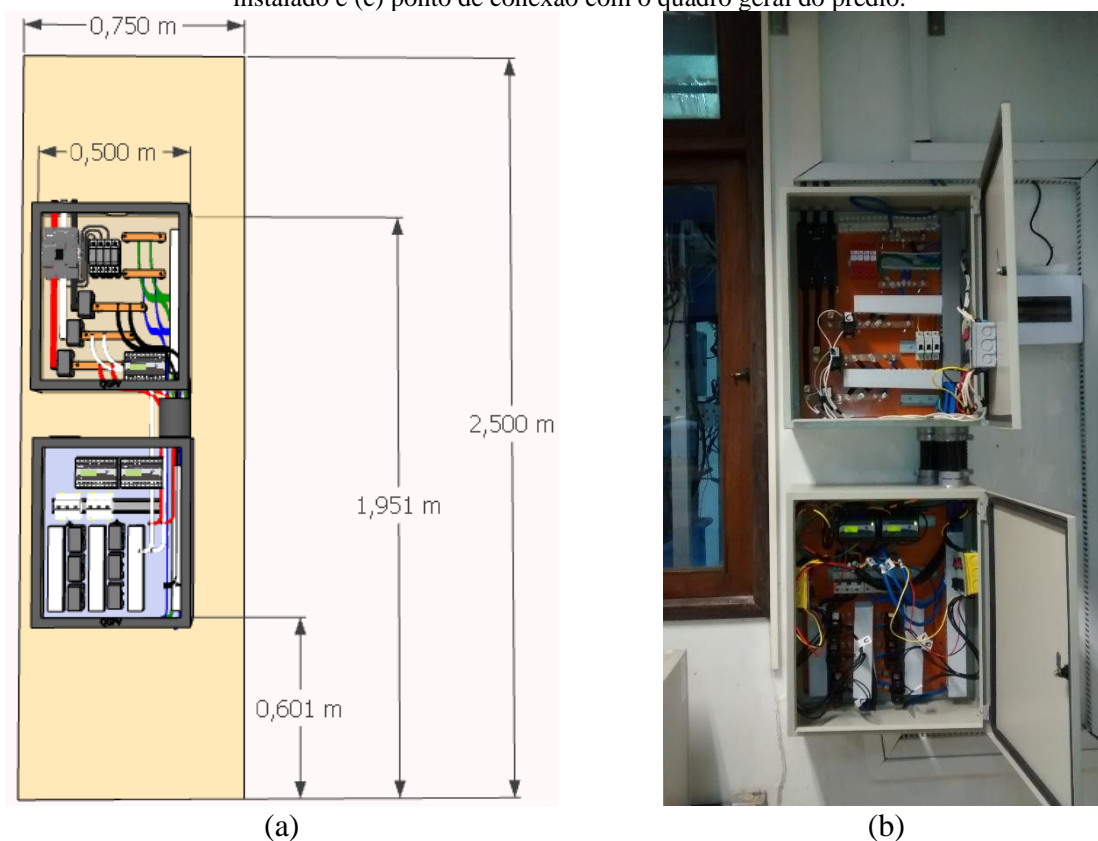 instalado e (c) ponto de conexão com o quadro geral do prédio.
0,750 m
0,500 m
2,500 m
1,951 m
0,601 m
(a)
(b)